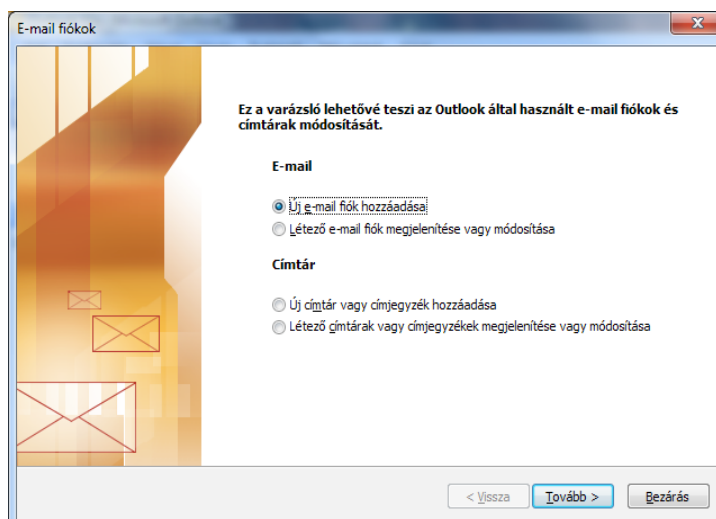 E-mail fiókok
Ez a varázsló lehetővé teszi az Outlook által használt e-mail fiókok és
címtárak módosítását.
E-mail
Új e-mail fiók hozzáadása
Létező e-mail fiók megjelenítése vagy módosítása
Címtár
Új címtár vagy címjegyzék hozzáadása
Létező címtárak vagy címjegyzékek megjelenítése vagy módosítása
< Vissza
Tovább >
Bezárás